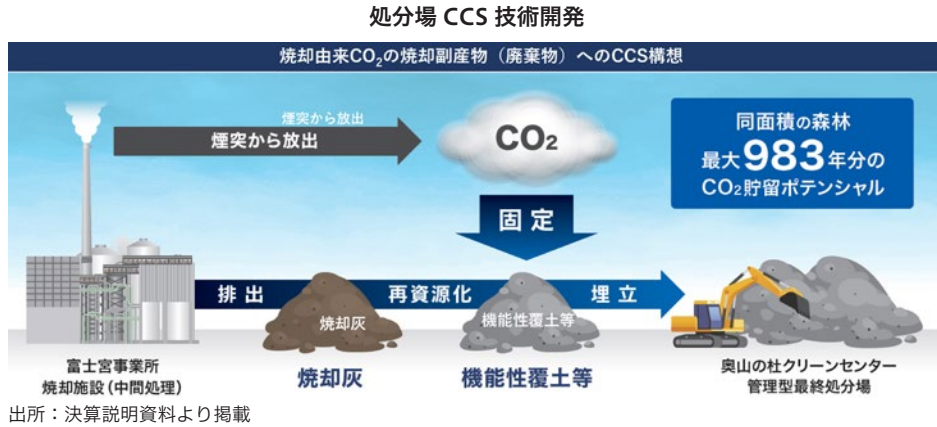 処分場 CCS 技術開発
焼却由来CO2の焼却副産物（廃棄物）へのCCS構想
煙突から放出
煙突から放出
CO2
同面積の森林
最大983年分の
CO2貯留ポテンシャル
固定
排出
焼却灰
再資源化
機能性覆土等
埋立
富士宮事業所
焼却施設（中間処理）
焼却灰
機能性覆土等
奥山の杜クリーンセンター
管理型最終処分場
出所：決算説明資料より掲載